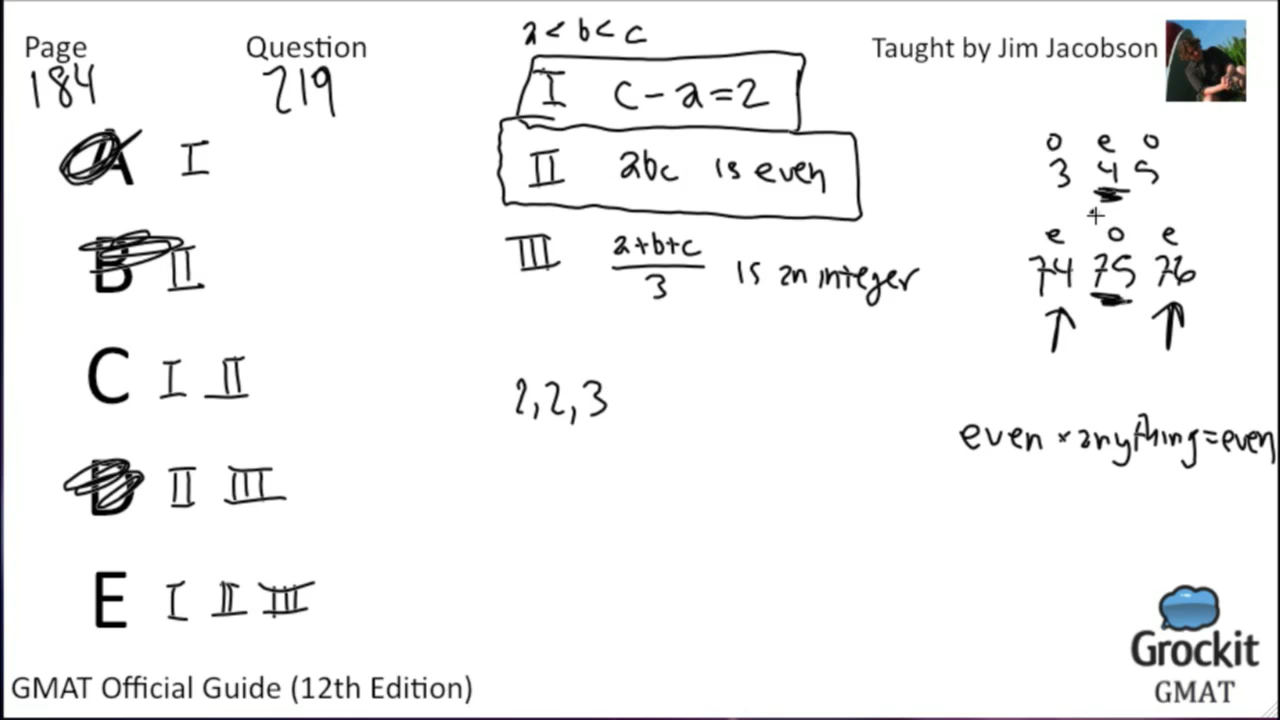 Page Question
184 219
a < b < c
Taught by Jim Jacobson
I c - a = 2
II abc is even
III a+b+c
3
is an integer
A I
B II
C I II
D II III
E I II III
1, 2, 3
o e o
3 4 5
e o e
74 75 76
even × anything = even
GMAT Official Guide (12th Edition)
Grockit
GMAT